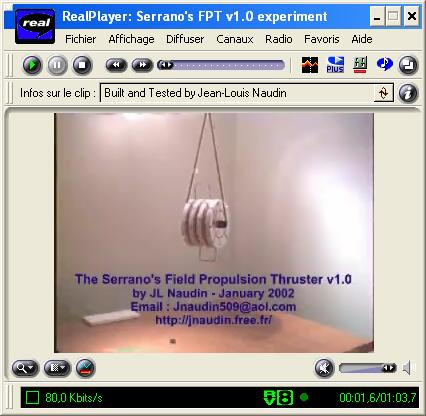 RealPlayer: Serrano's FPT v1.0 experiment
real
Fichier Affichage Diffuser Canaux Radio Favoris Aide
Plus
Infos sur le clip : Built and Tested by Jean-Louis Naudin
The Serrano's Field Propulsion Thruster v1.0
by JL Naudin - January 2002
Email : Jnaudin509@aol.com
http://jnaudin.free.fr/
80,0 Kbits/s 00:01,6/01:03,7